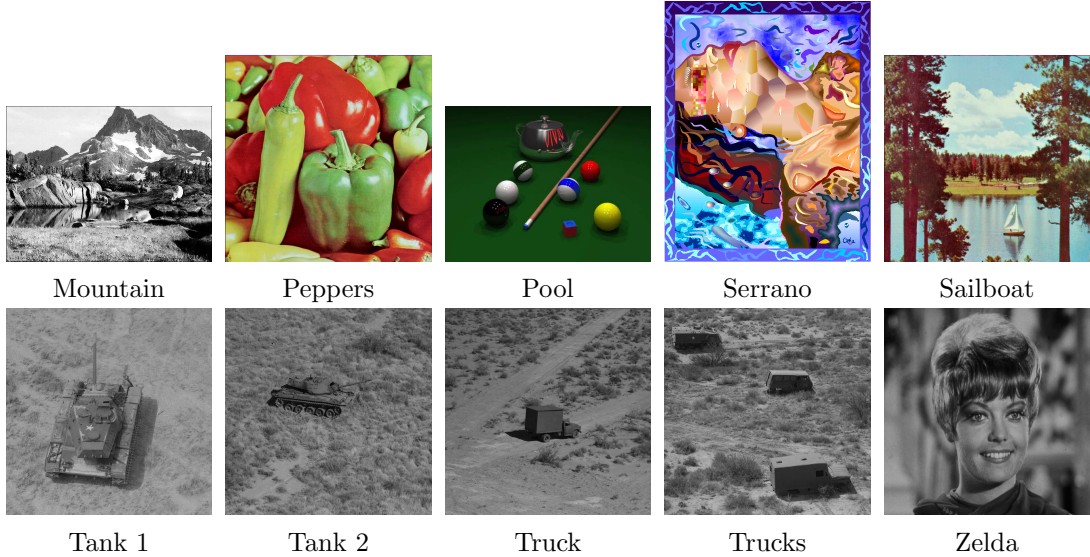 Mountain
Peppers
Pool
Serrano
Sailboat
Tank 1
Tank 2
Truck
Trucks
Zelda